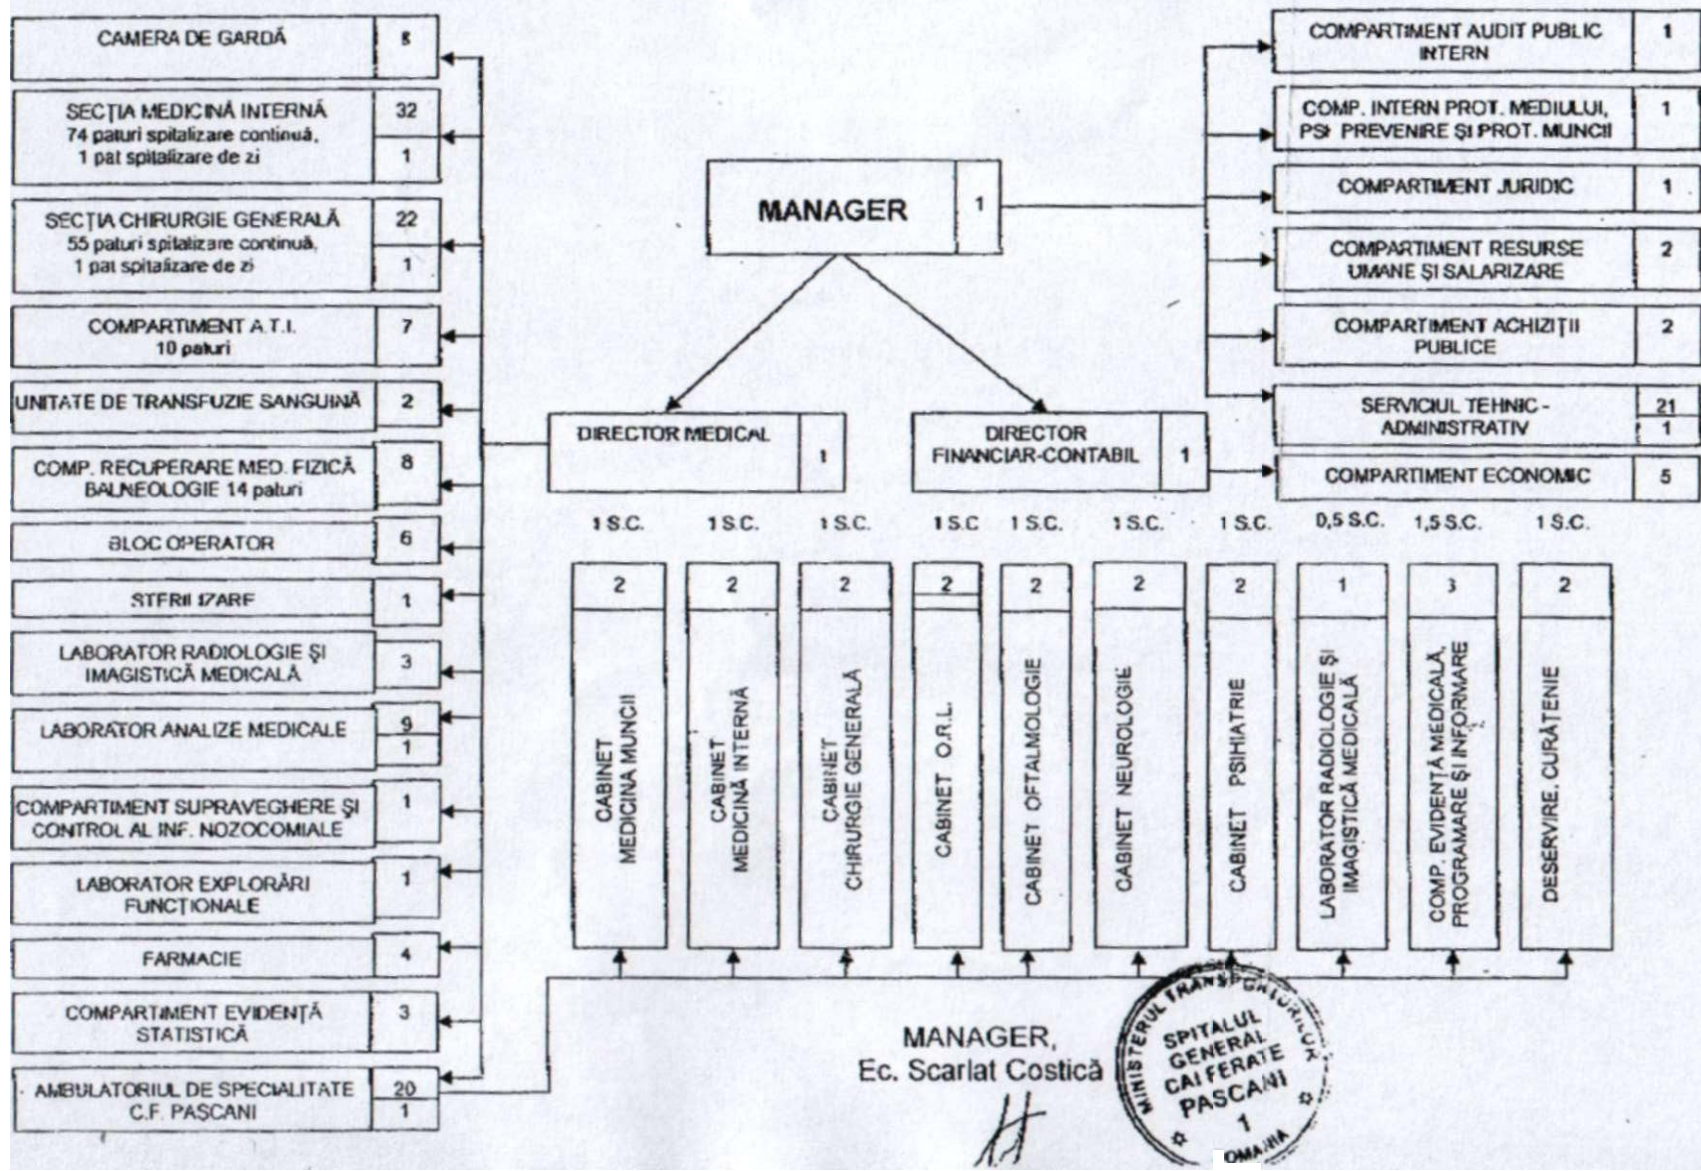 CAMERA DE GARDĂ 8
SECȚIA MEDICINĂ INTERNĂ 32
74 paturi spitalizare continuă,
1 pat spitalizare de zi 1
SECȚIA CHIRURGIE GENERALĂ 22
55 paturi spitalizare continuă,
1 pat spitalizare de zi 1
COMPARTIMENT A.T.I. 7
10 paturi
UNITATE DE TRANSFUZIE SANGUINĂ 2
COMP. RECUPERARE MED. FIZICĂ 8
BALNEOLOGIE 14 paturi
BLOC OPERATOR 6
STERILIZARE 1
LABORATOR RADIOLOGIE ȘI
IMAGISTICĂ MEDICALĂ 3
LABORATOR ANALIZE MEDICALE 9
1
COMPARTIMENT SUPRAVEGHERE ȘI 1
CONTROL AL INF. NOZOCOMIALE
LABORATOR EXPLORĂRI 1
FUNCȚIONALE
FARMACIE 4
COMPARTIMENT EVIDENȚĂ 3
STATISTICĂ
AMBULATORIUL DE SPECIALITATE 20
C.F. PAȘCANI 1
MANAGER 1
DIRECTOR MEDICAL 1
DIRECTOR
FINANCIAR-CONTABIL 1
COMPARTIMENT AUDIT PUBLIC 1
INTERN
COMP. INTERN PROT. MEDIULUI, 1
PSI PREVENIRE ȘI PROT. MUNCII
COMPARTIMENT JURIDIC 1
COMPARTIMENT RESURSE 2
UMANE ȘI SALARIZARE
COMPARTIMENT ACHIZIȚII 2
PUBLICE
SERVICIUL TEHNIC - 21
ADMINISTRATIV 1
COMPARTIMENT ECONOMIC 5
1 S.C. 1 S.C. 1 S.C. 1 S.C 1 S.C. 1 S.C. 1 S.C. 0,5 S.C. 1,5 S.C. 1 S.C.
2 2 2 2 2 2 2 1 3 2
CABINET
MEDICINA MUNCII
CABINET
MEDICINĂ INTERNĂ
CABINET
CHIRURGIE GENERALĂ
CABINET O.R.L.
CABINET OFTALMOLOGIE
CABINET NEUROLOGIE
CABINET PSIHIATRIE
LABORATOR RADIOLOGIE ȘI
IMAGISTICĂ MEDICALĂ
COMP. EVIDENȚĂ MEDICALĂ,
PROGRAMARE ȘI INFORMARE
DESERVIRE, CURĂȚENIE
MANAGER,
Ec. Scarlat Costică
MINISTERUL TRANSPORTURILOR
SPITALUL
GENERAL
CAI FERATE
PASCANI
1